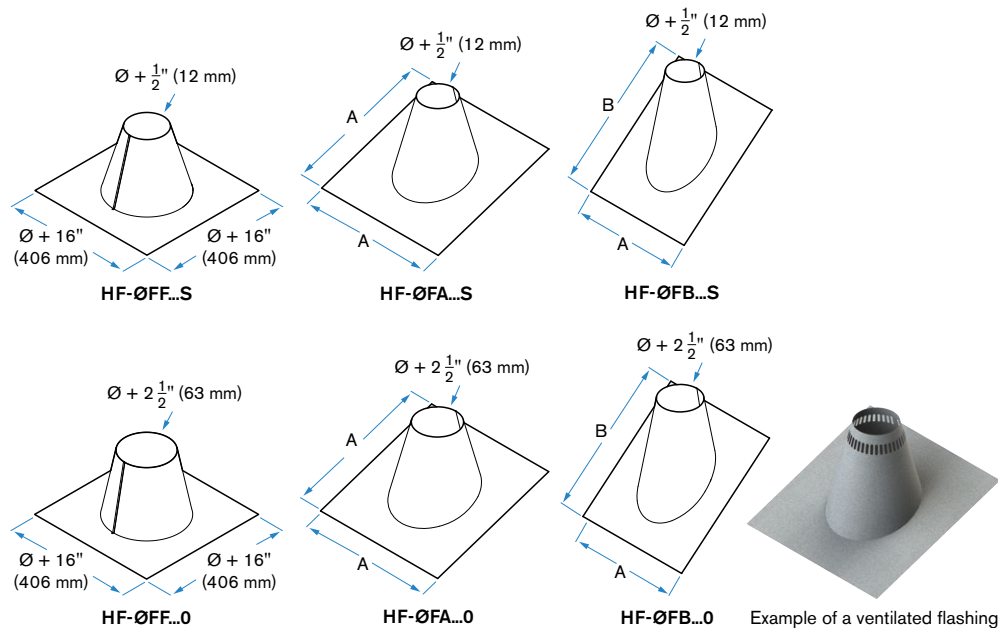 Ø + 1/2" (12 mm)
Ø + 16"
(406 mm)
Ø + 16"
(406 mm)
HF-ØFF...S
Ø + 1/2" (12 mm)
A
A
HF-ØFA...S
Ø + 1/2" (12 mm)
B
A
HF-ØFB...S
Ø + 2 1/2" (63 mm)
Ø + 16"
(406 mm)
Ø + 16"
(406 mm)
HF-ØFF...0
Ø + 2 1/2" (63 mm)
A
A
HF-ØFA...0
Ø + 2 1/2" (63 mm)
B
A
HF-ØFB...0
Example of a ventilated flashing